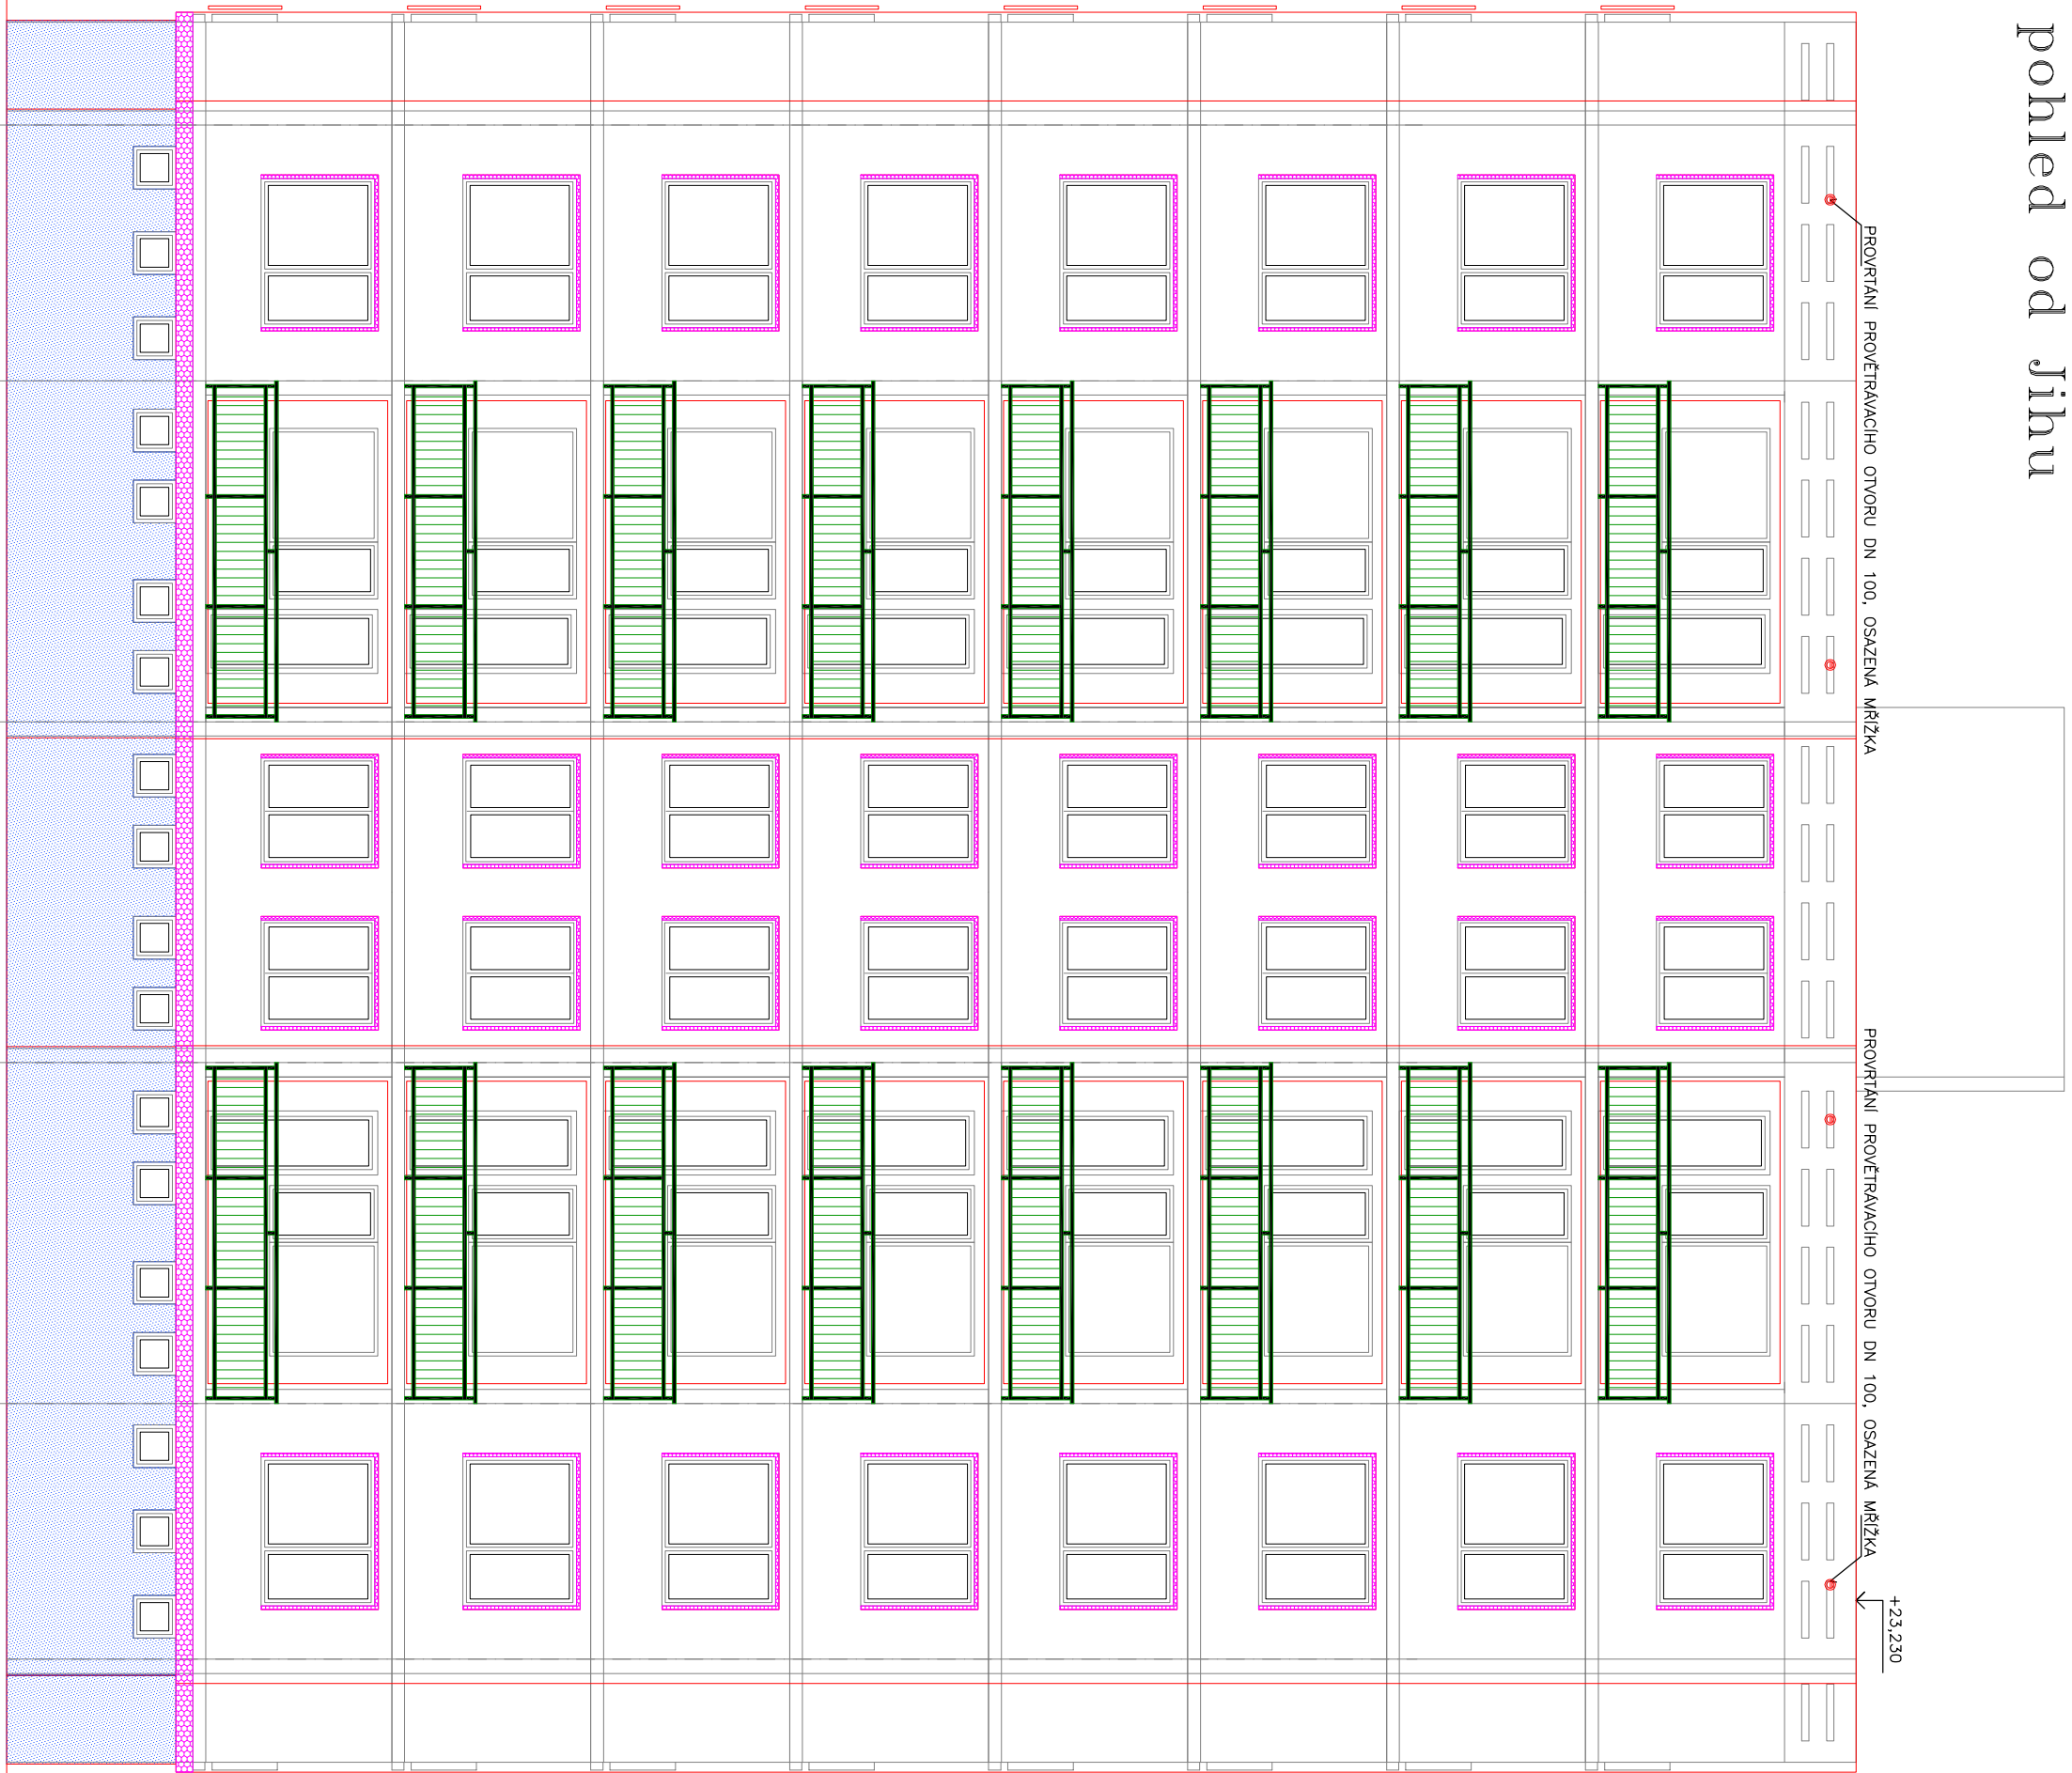 pohled od Jihu
PROVRTÁNÍ PROVĚTRÁVACÍHO OTVORU DN 100, OSAZENÁ MŘÍŽKA
PROVRTÁNÍ PROVĚTRÁVACÍHO OTVORU DN 100, OSAZENÁ MŘÍŽKA
+23,230